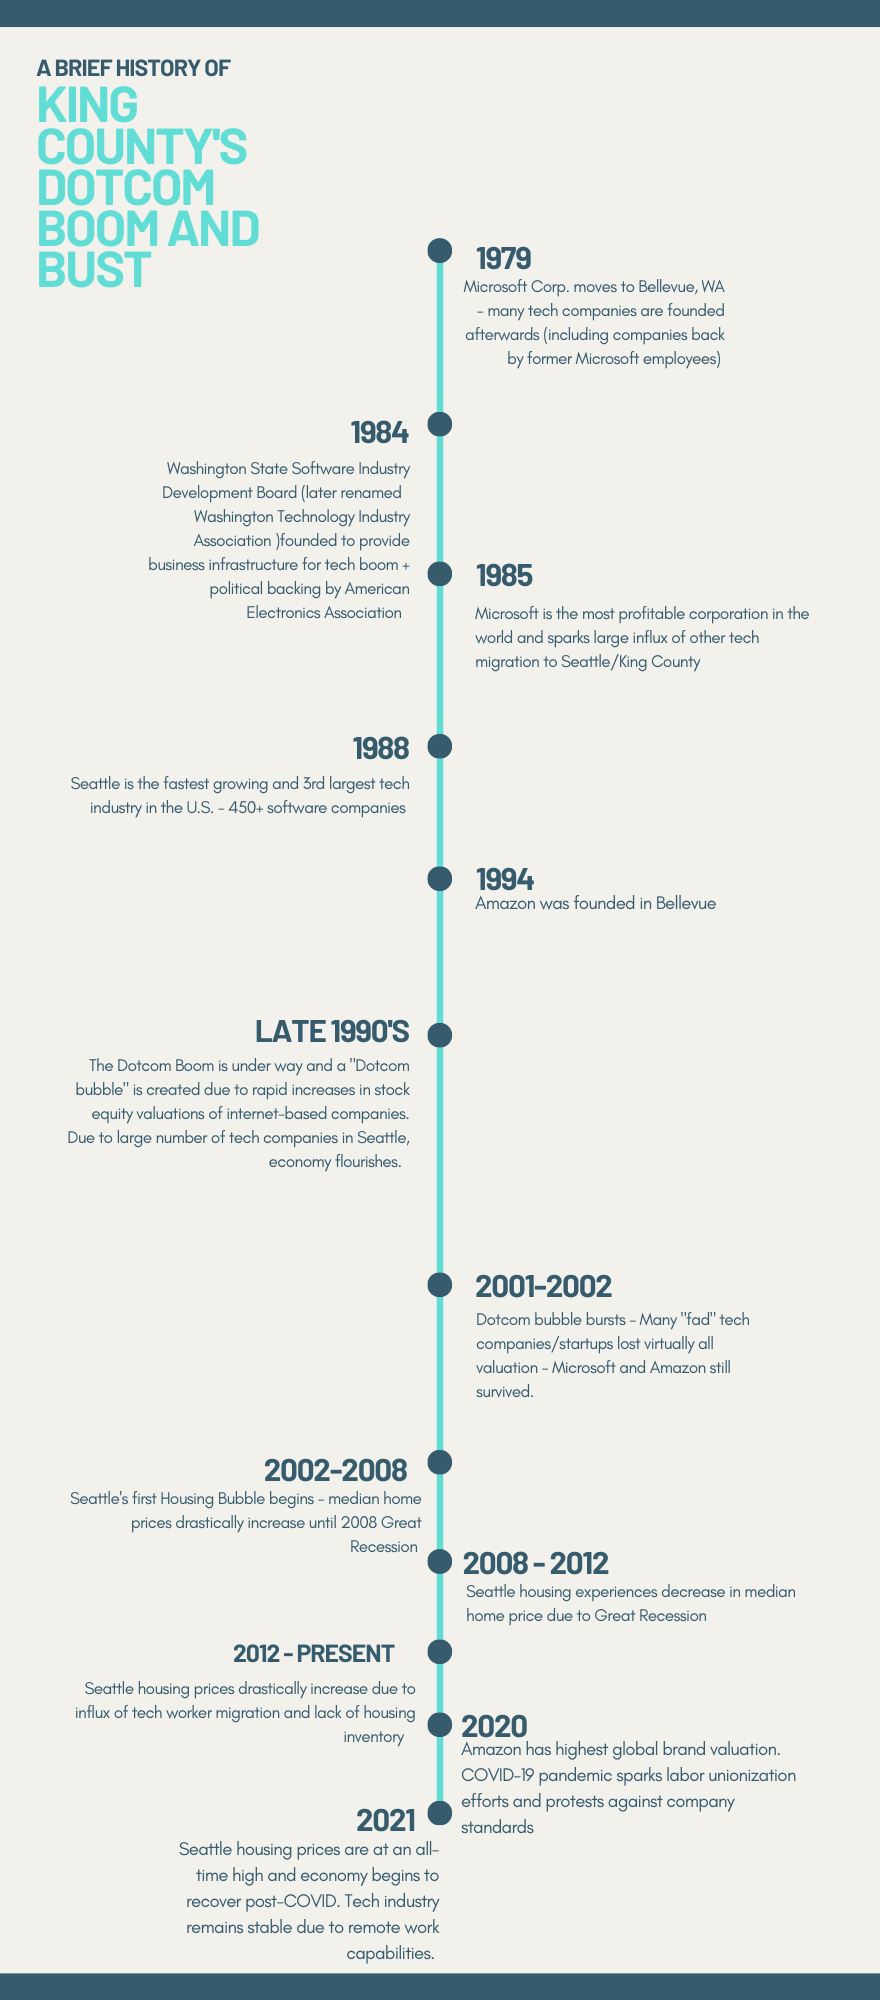 A BRIEF HISTORY OF
KING
COUNTY'S
DOTCOM
BOOM AND
BUST
1979
Microsoft Corp. moves to Bellevue, WA
- many tech companies are founded
afterwards (including companies back
by former Microsoft employees)
1984
Washington State Software Industry
Development Board (later renamed
Washington Technology Industry
Association )founded to provide
business infrastructure for tech boom +
political backing by American
Electronics Association
1985
Microsoft is the most profitable corporation in the
world and sparks large influx of other tech
migration to Seattle/King County
1988
Seattle is the fastest growing and 3rd largest tech
industry in the U.S. - 450+ software companies
1994
Amazon was founded in Bellevue
LATE 1990'S
The Dotcom Boom is under way and a "Dotcom
bubble" is created due to rapid increases in stock
equity valuations of internet-based companies.
Due to large number of tech companies in Seattle,
economy flourishes.
2001-2002
Dotcom bubble bursts - Many "fad" tech
companies/startups lost virtually all
valuation - Microsoft and Amazon still
survived.
2002-2008
Seattle's first Housing Bubble begins - median home
prices drastically increase until 2008 Great
Recession
2008 - 2012
Seattle housing experiences decrease in median
home price due to Great Recession
2012 - PRESENT
Seattle housing prices drastically increase due to
influx of tech worker migration and lack of housing
inventory
2020
Amazon has highest global brand valuation.
COVID-19 pandemic sparks labor unionization
efforts and protests against company
standards
2021
Seattle housing prices are at an all-
time high and economy begins to
recover post-COVID. Tech industry
remains stable due to remote work
capabilities.